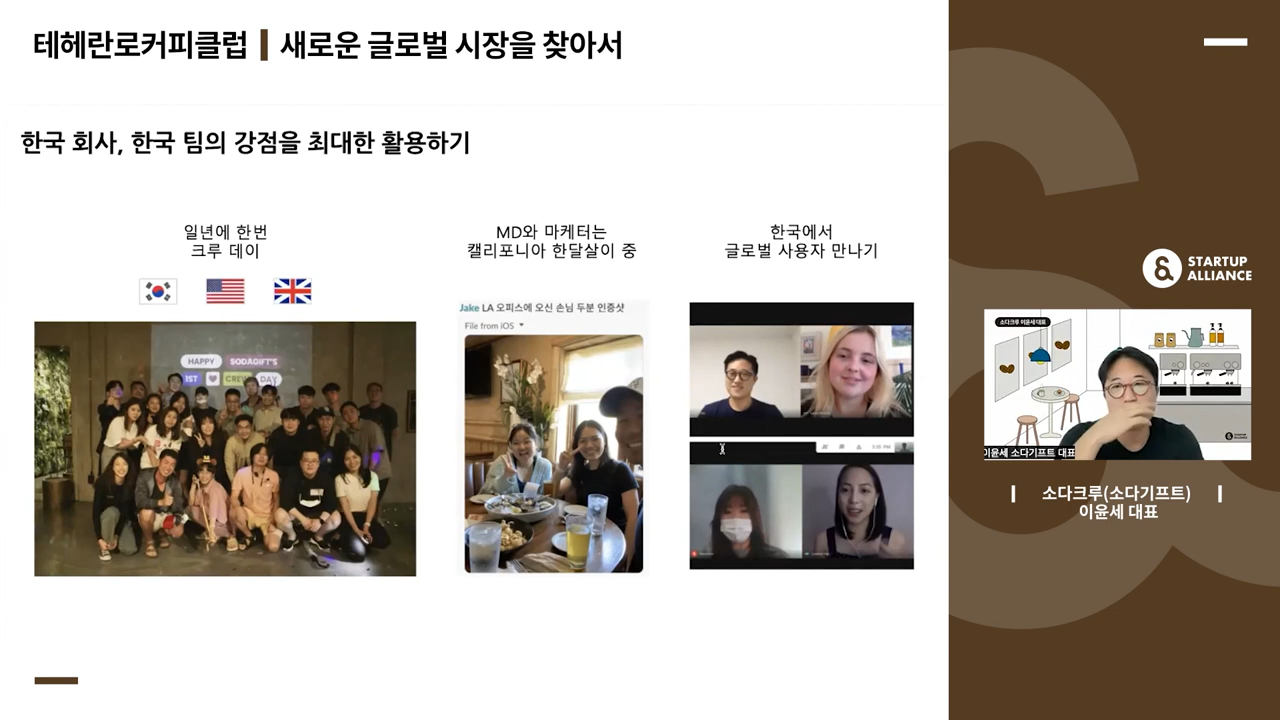 테헤란로커피클럽 | 새로운 글로벌 시장을 찾아서
한국 회사, 한국 팀의 강점을 최대한 활용하기
일년에 한번
크루 데이
HAPPY SODAGIFT'S
1ST CREW DAY
MD와 마케터는
캘리포니아 한달살이 중
Jake LA 오피스에 오신 손님 두분 인증샷
File from iOS
한국에서
글로벌 사용자 만나기
STARTUP
ALLIANCE
소다크루 이윤세 대표
이윤세 소다기프트 대표
소다크루(소다기프트)
이윤세 대표